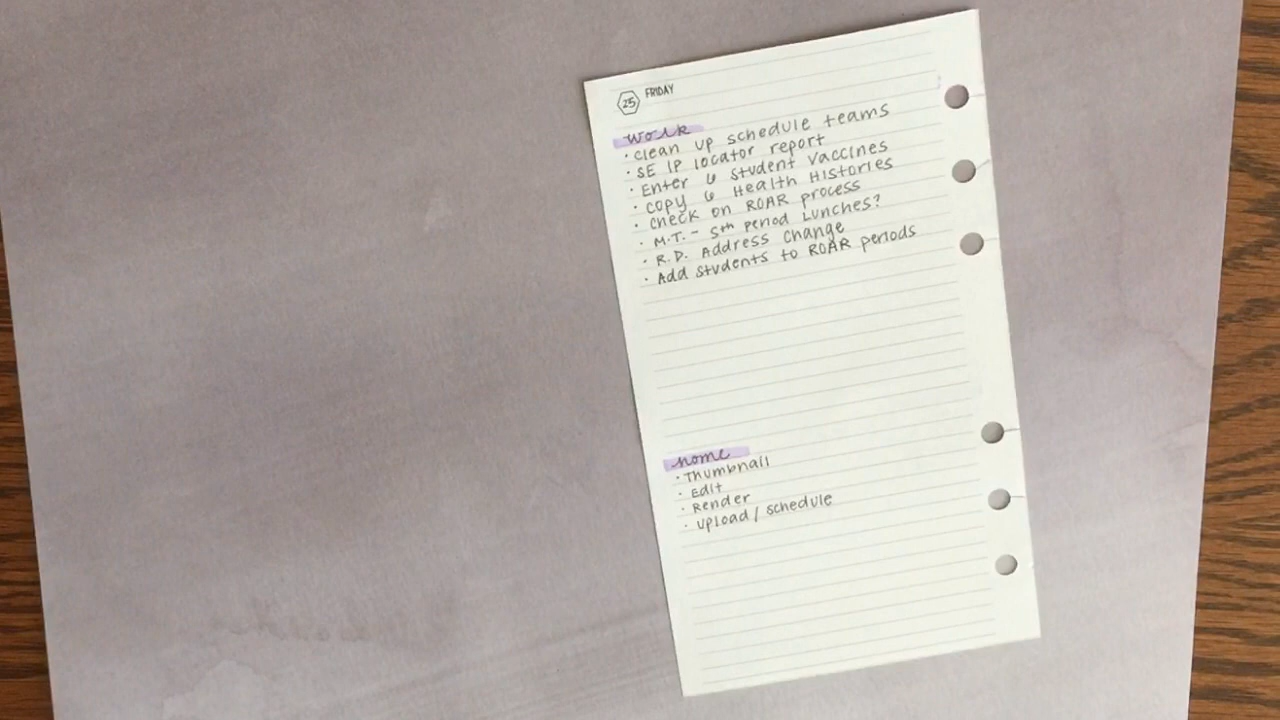 25 FRIDAY
work
· clean up schedule teams
· SE IP locator report
· Enter 6 student vaccines
· copy 6 Health Histories
· check on ROAR process
· M.T. - 5th period Lunches?
· R.D. Address change
· Add students to ROAR periods
home
· Thumbnail
· Edit
· Render
· upload / schedule